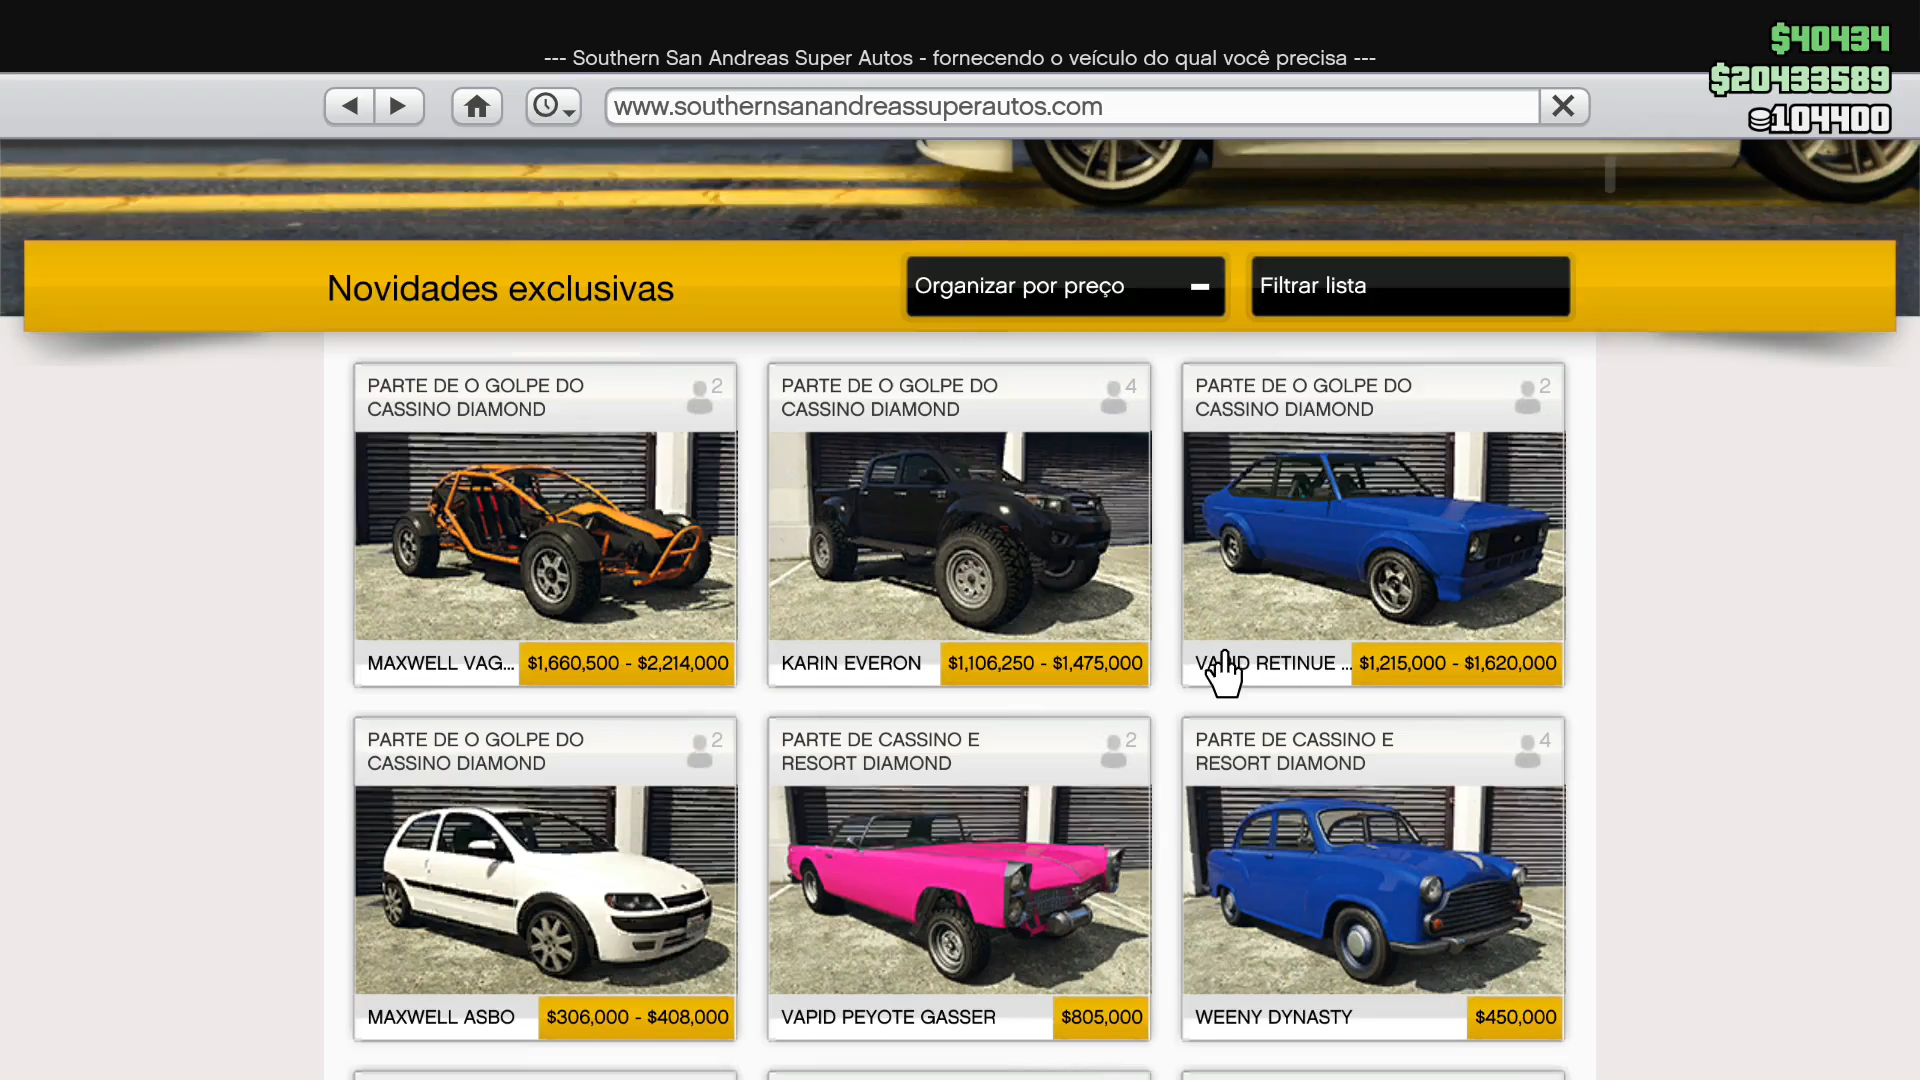 --- Southern San Andreas Super Autos - fornecendo o veículo do qual você precisa ---
$40434
$20433589
104400
www.southernsanandreassuperautos.com
Novidades exclusivas
Organizar por preço
Filtrar lista
PARTE DE O GOLPE DO
CASSINO DIAMOND
2
MAXWELL VAG...
$1,660,500 - $2,214,000
PARTE DE O GOLPE DO
CASSINO DIAMOND
4
KARIN EVERON
$1,106,250 - $1,475,000
PARTE DE O GOLPE DO
CASSINO DIAMOND
2
VAPID RETINUE ...
$1,215,000 - $1,620,000
PARTE DE O GOLPE DO
CASSINO DIAMOND
2
MAXWELL ASBO
$306,000 - $408,000
PARTE DE CASSINO E
RESORT DIAMOND
2
VAPID PEYOTE GASSER
$805,000
PARTE DE CASSINO E
RESORT DIAMOND
4
WEENY DYNASTY
$450,000